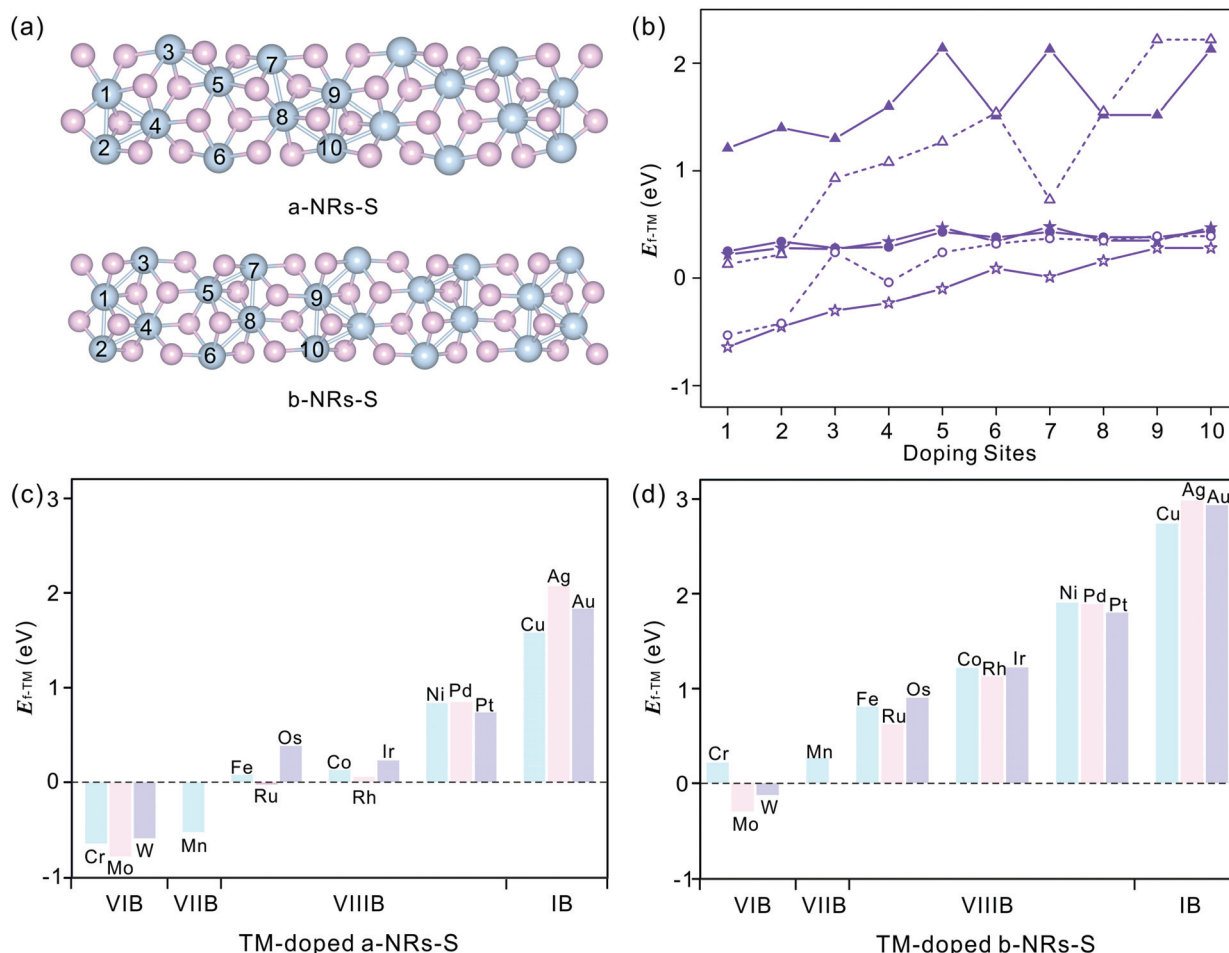 (a)
3
7
1
5
9
4
8
2
6
10
a-NRs-S
3
7
1
5
9
4
8
2
6
10
b-NRs-S
(b)
E_f-TM (eV)
2
1
0
-1
1 2 3 4 5 6 7 8 9 10
Doping Sites
(c)
E_f-TM (eV)
3
2
1
0
-1
Cr
Mo
W
Mn
Fe
Ru
Os
Co
Rh
Ir
Ni
Pd
Pt
Cu
Ag
Au
VIB VIIB VIIIB IB
TM-doped a-NRs-S
(d)
E_f-TM (eV)
3
2
1
0
-1
Cr
Mo
W
Mn
Fe
Ru
Os
Co
Rh
Ir
Ni
Pd
Pt
Cu
Ag
Au
VIB VIIB VIIIB IB
TM-doped b-NRs-S